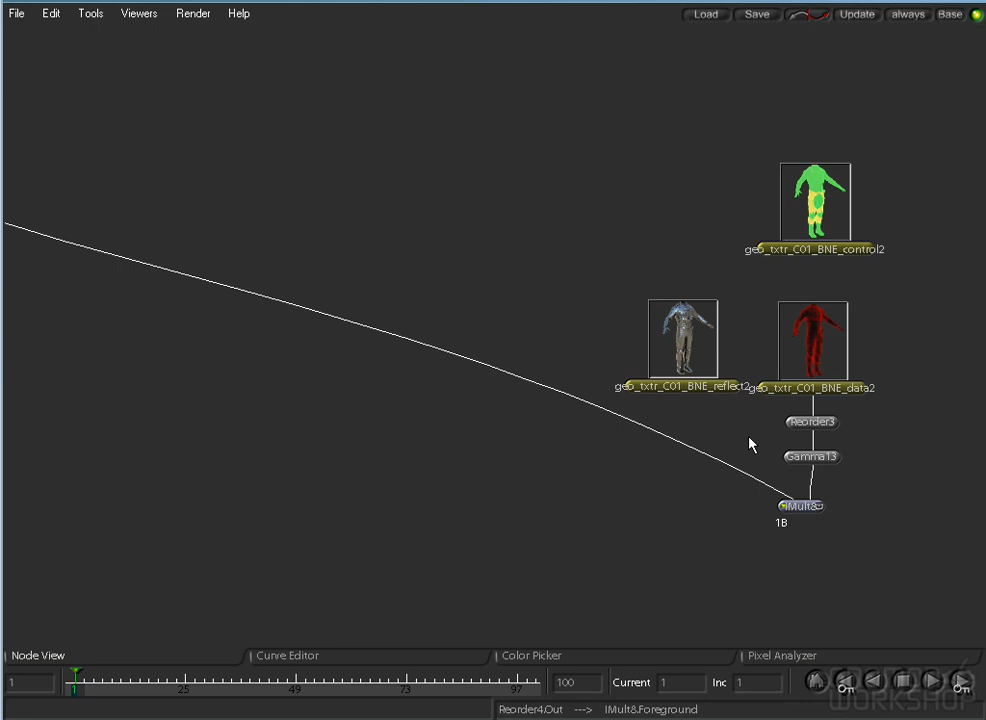 File Edit Tools Viewers Render Help Load Save Update always Base
geo_txtr_C01_BNE_control2
geo_txtr_C01_BNE_reflect2 geo_txtr_C01_BNE_data2
Reorder3
Gamma13
IMult8
1B
Node View Curve Editor Color Picker Pixel Analyzer
1 1 25 49 73 97 100 Current 1 Inc 1
Reorder4.Out ---> IMult8.Foreground
WORKSHOP